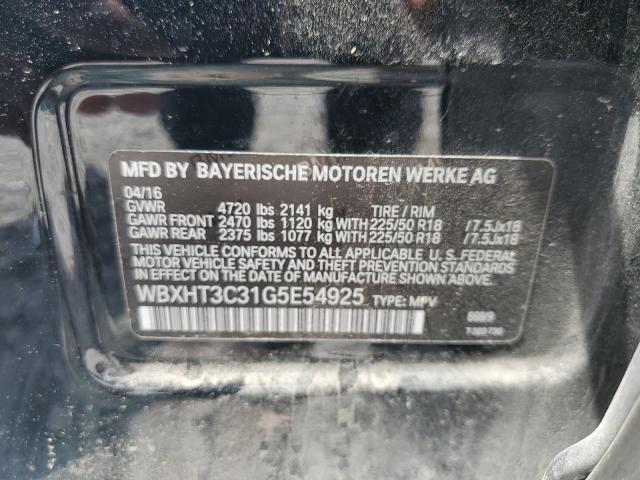 MFD BY BAYERISCHE MOTOREN WERKE AG
04/16
GVWR 4720 lbs 2141 kg TIRE / RIM
GAWR FRONT 2470 lbs 1120 kg WITH 225/50 R18 /7.5Jx18
GAWR REAR 2375 lbs 1077 kg WITH 225/50 R18 /7.5Jx18
THIS VEHICLE CONFORMS TO ALL APPLICABLE U. S. FEDERAL
MOTOR VEHICLE SAFETY, BUMPER, AND THEFT PREVENTION
STANDARDS IN EFFECT ON THE DATE OF
MANUFACTURE SHOWN ABOVE.
WBXHT3C31G5E54925 TYPE: MPV